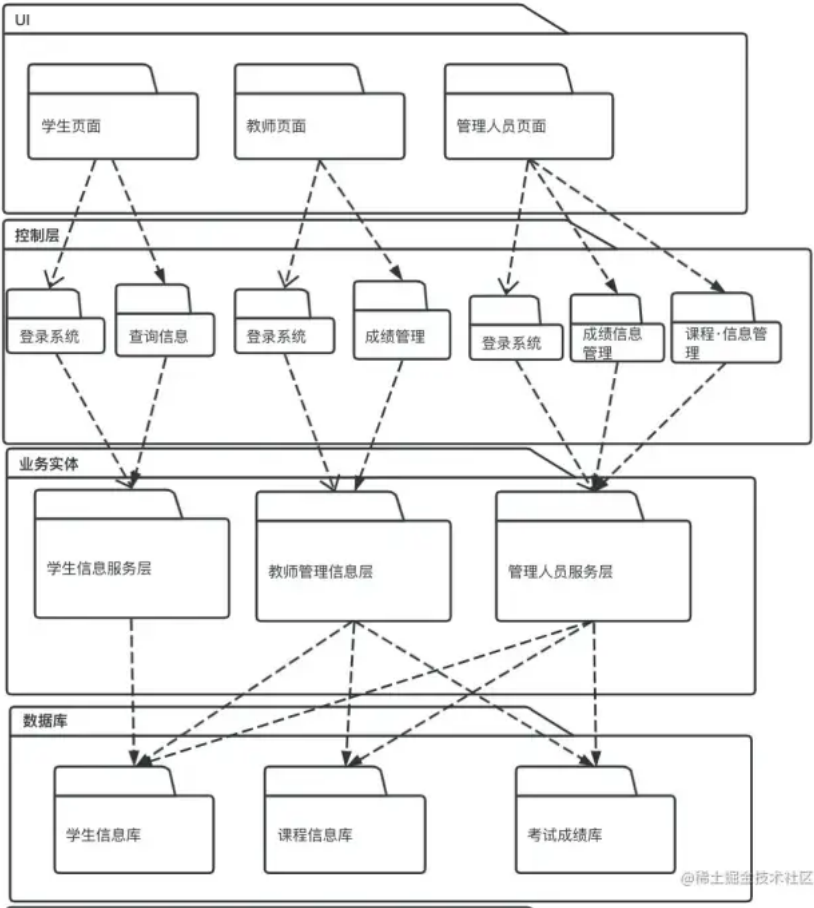 UI
学生页面
教师页面
管理人员页面
控制层
登录系统
查询信息
登录系统
成绩管理
登录系统
成绩信息
管理
课程·信息管
理
业务实体
学生信息服务层
教师管理信息层
管理人员服务层
数据库
学生信息库
课程信息库
考试成绩库
@稀土掘金技术社区